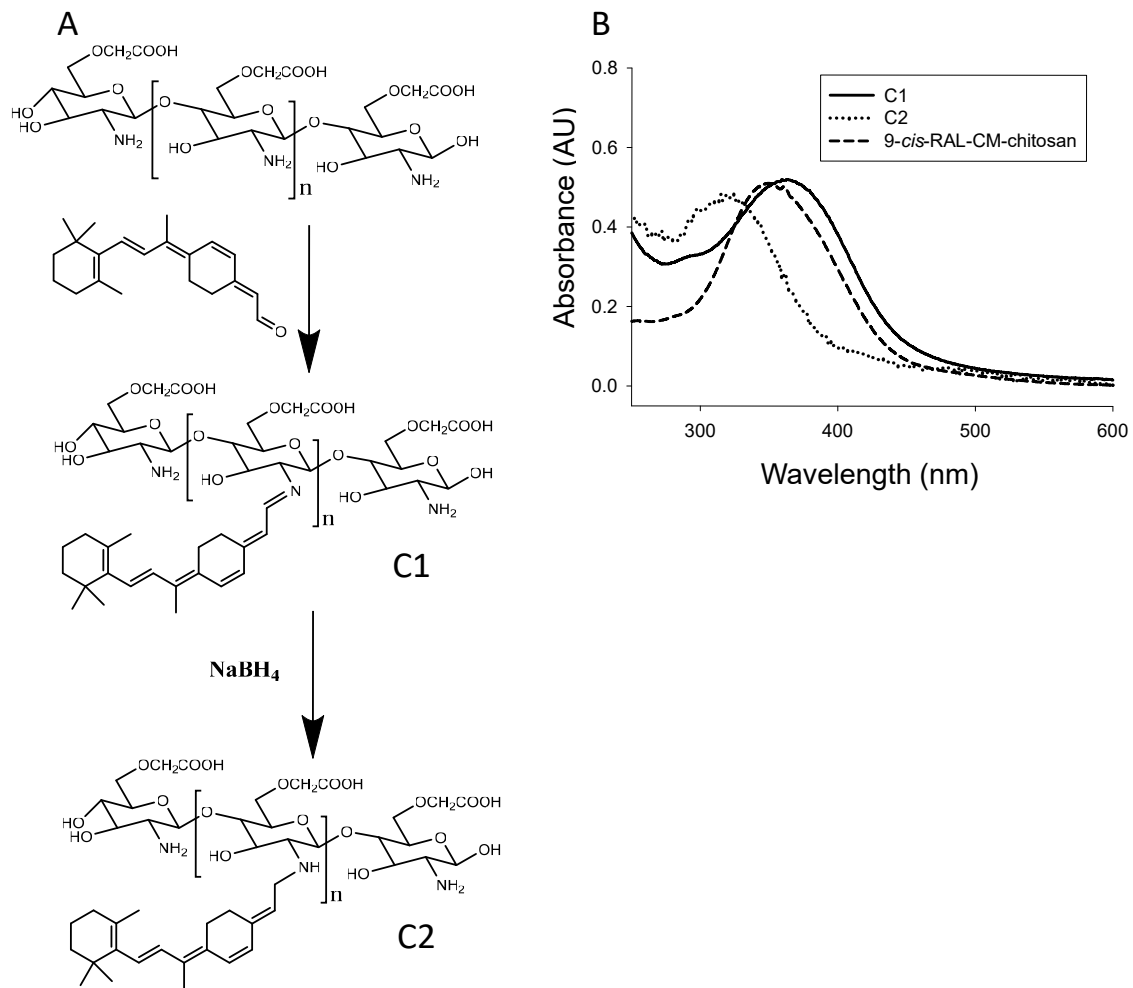 A
OCH2COOH
OCH2COOH
OCH2COOH
HO
HO
O
O
O
O
O
NH2
HO
NH2
HO
OH
NH2
n
O
OCH2COOH
OCH2COOH
OCH2COOH
HO
HO
O
O
O
O
O
NH2
HO
N
HO
OH
NH2
n
C1
NaBH4
OCH2COOH
OCH2COOH
OCH2COOH
HO
HO
O
O
O
O
O
NH2
HO
NH
HO
OH
NH2
n
C2
B
Absorbance (AU)
0.8
0.6
0.4
0.2
0.0
C1
C2
9-cis-RAL-CM-chitosan
300 400 500 600
Wavelength (nm)